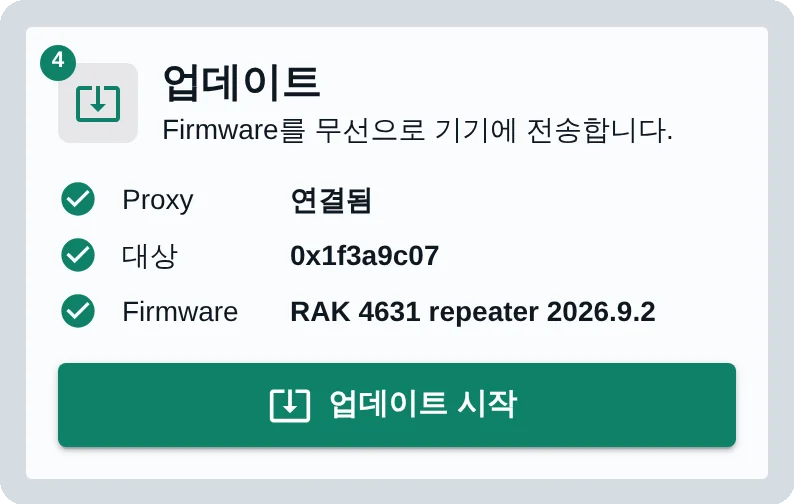 4
업데이트
Firmware를 무선으로 기기에 전송합니다.
Proxy 연결됨
대상 0x1f3a9c07
Firmware RAK 4631 repeater 2026.9.2
업데이트 시작